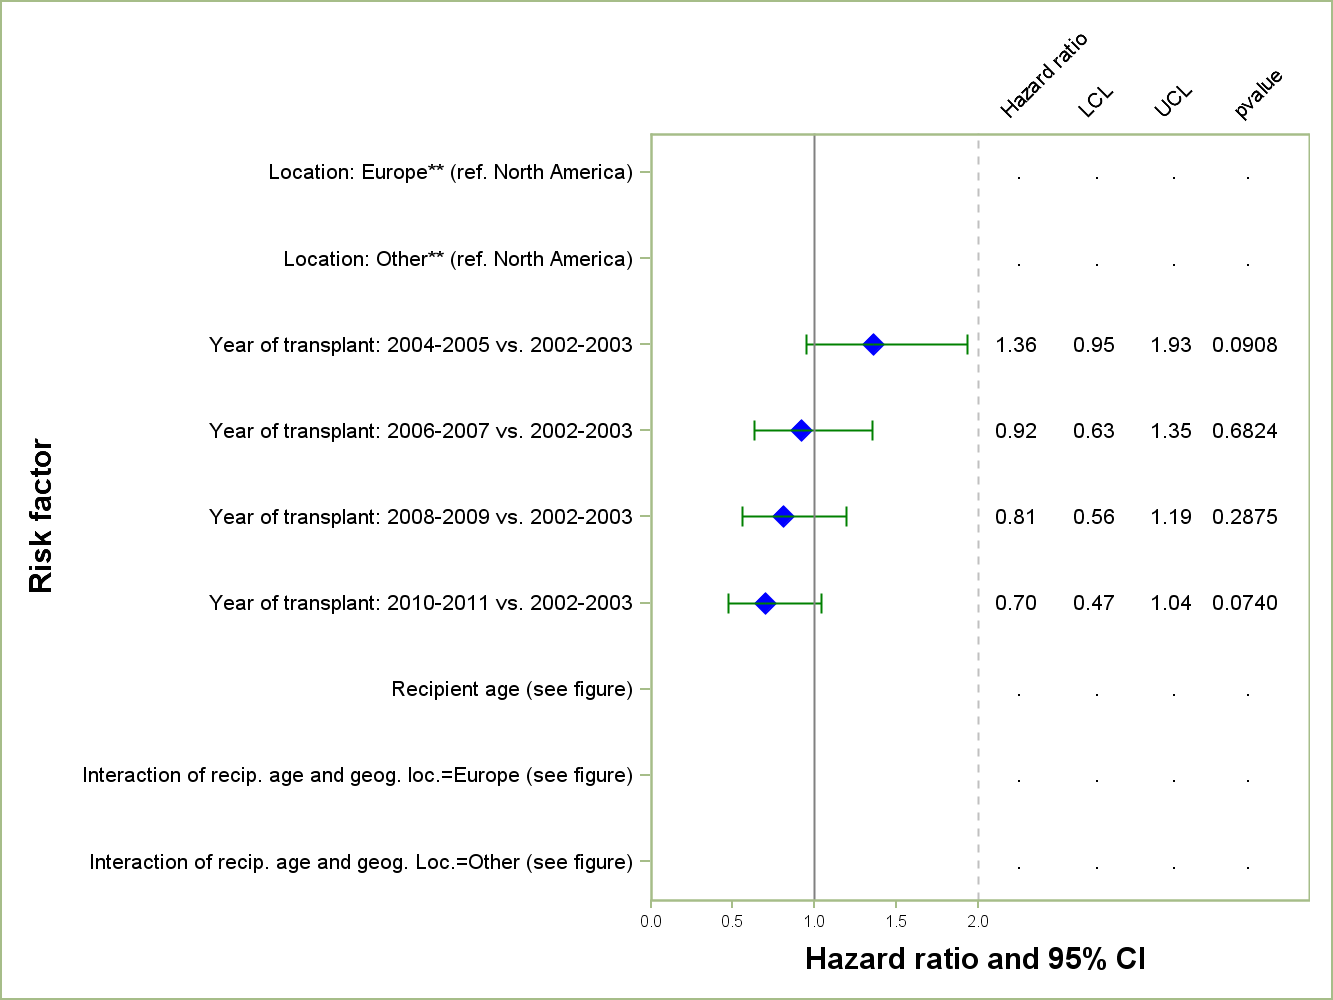 Hazard ratio LCL UCL pvalue
Location: Europe** (ref. North America) . . . .
Location: Other** (ref. North America) . . . .
Year of transplant: 2004-2005 vs. 2002-2003 1.36 0.95 1.93 0.0908
Year of transplant: 2006-2007 vs. 2002-2003 0.92 0.63 1.35 0.6824
Year of transplant: 2008-2009 vs. 2002-2003 0.81 0.56 1.19 0.2875
Year of transplant: 2010-2011 vs. 2002-2003 0.70 0.47 1.04 0.0740
Recipient age (see figure) . . . .
Interaction of recip. age and geog. loc.=Europe (see figure) . . . .
Interaction of recip. age and geog. Loc.=Other (see figure) . . . .
Risk factor
0.0 0.5 1.0 1.5 2.0
Hazard ratio and 95% CI